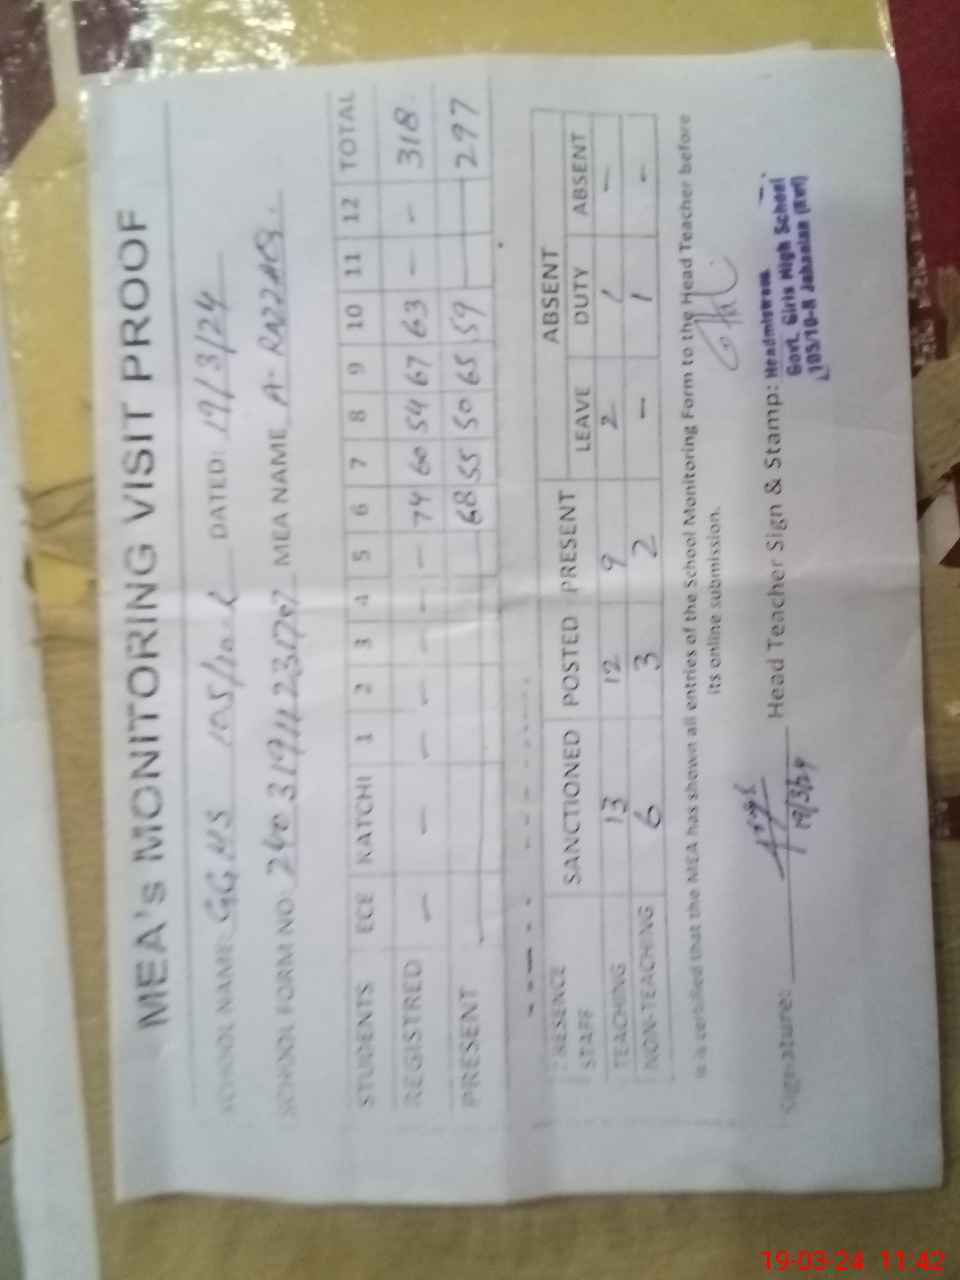 MEA's MONITORING VISIT PROOF
SCHOOL NAME: GGHS 105/10-R DATED: 19/3/24
SCHOOL FORM NO: MEA NAME A- RAZZAQ.
STUDENTS ECE KATCHI 1 2 3 4 5 6 7 8 9 10 11 12 TOTAL
REGISTRED - - - - - - - 74 60 54 67 63 - - 318
PRESENT 68 55 50 65 59 297
ABSENT
PRESENCE STAFF SANCTIONED POSTED PRESENT LEAVE DUTY ABSENT
TEACHING 13 12 9 2 1 -
NON-TEACHING 6 3 2 - 1 -
It is certified that the MEA has shown all entries of the School Monitoring Form to the Head Teacher before
its online submission.
Signature: Head Teacher Sign & Stamp:
19/3/24
Headmistress
Govt. Girls High School
105/10-R Jahanian (Kwl)
19-03-24 11:42